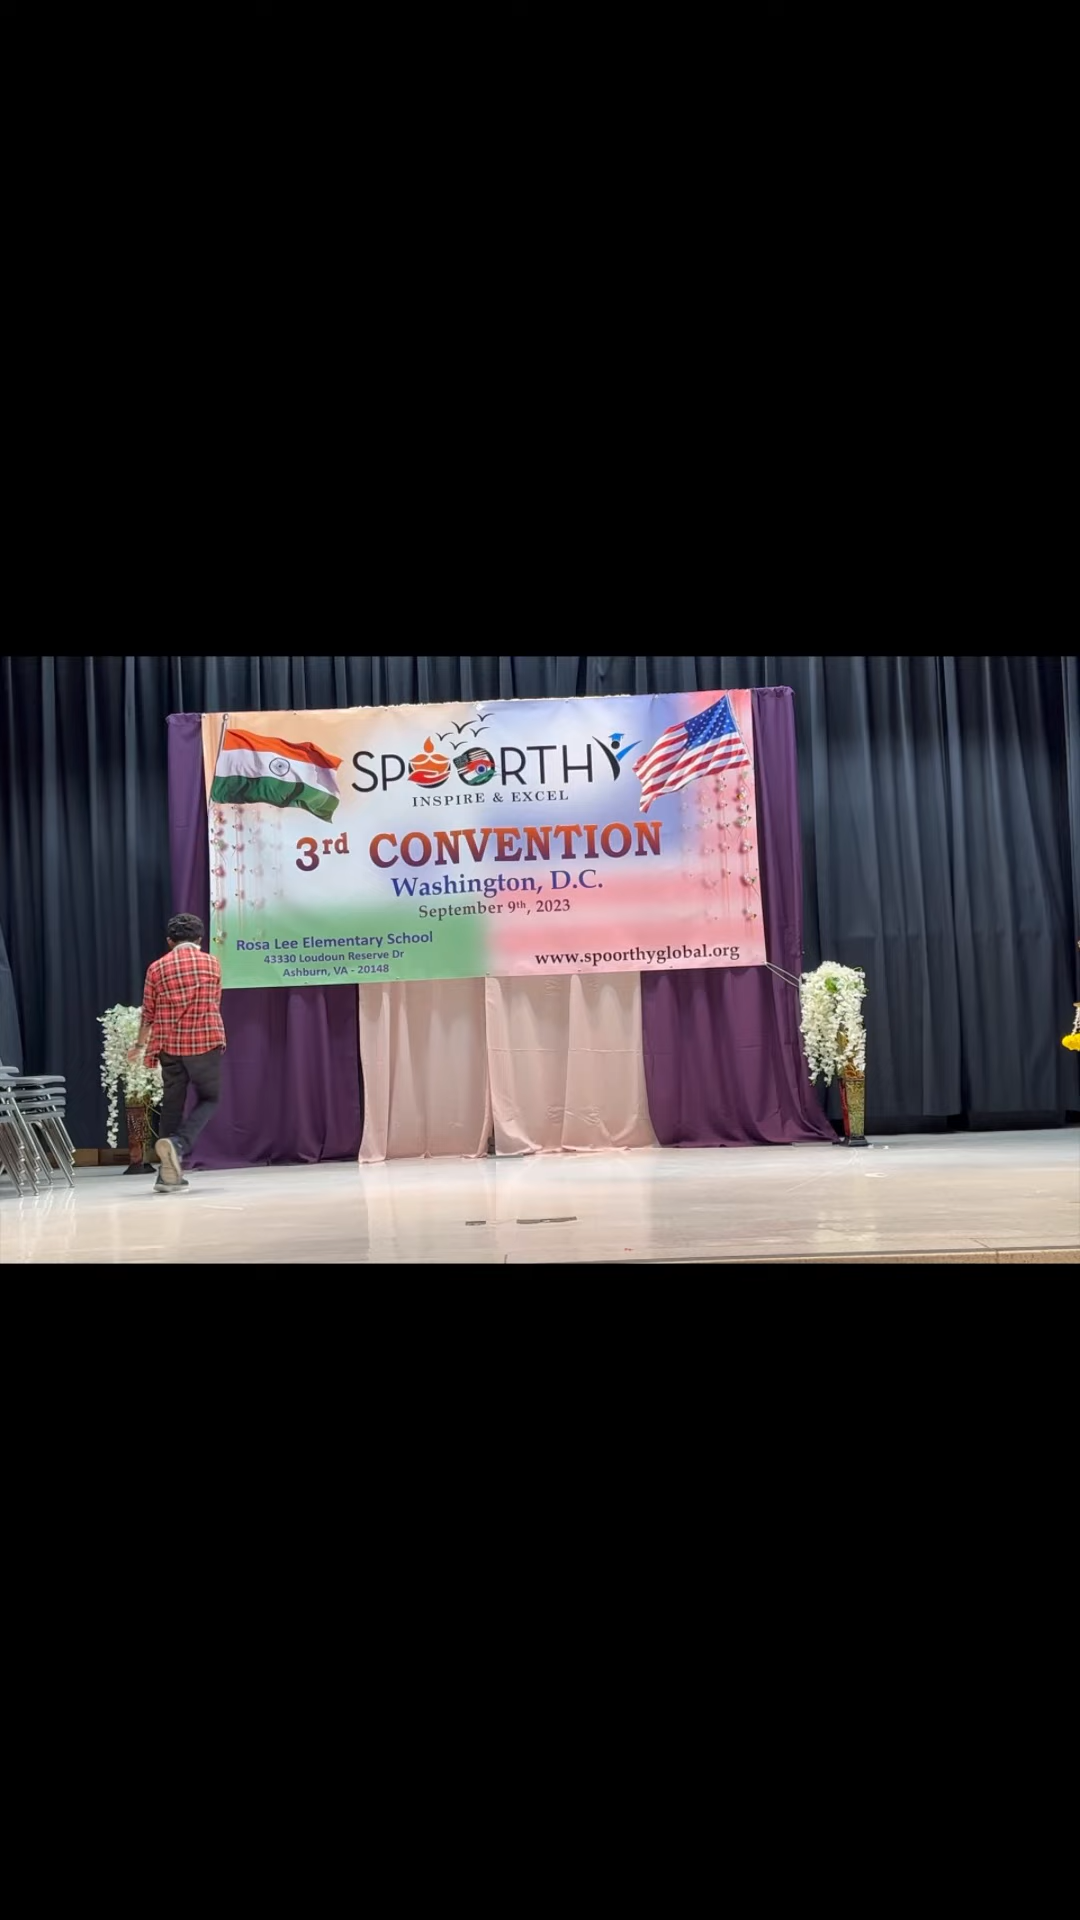 SPOORTHY
INSPIRE & EXCEL
3rd CONVENTION
Washington, D.C.
September 9th, 2023
Rosa Lee Elementary School
43330 Loudoun Reserve Dr
Ashburn, VA - 20148
www.spoorthyglobal.org